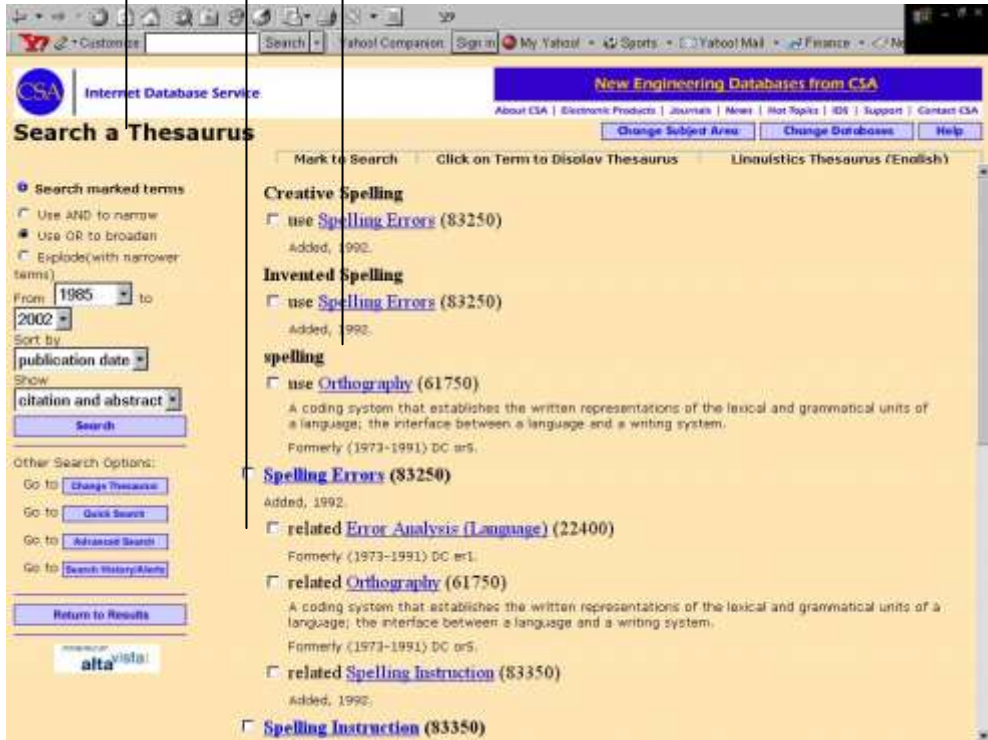 Customize Search Yahoo! Companion Sign in My Yahoo! Sports Yahoo! Mail Finance
CSA Internet Database Service
New Engineering Databases from CSA
About CSA | Electronic Products | Journals | News | Hot Topics | IDS | Support | Contact CSA
Search a Thesaurus
Change Subject Area Change Databases Help
Mark to Search Click on Term to Display Thesaurus Linguistics Thesaurus (English)
Search marked terms
Use AND to narrow
Use OR to broaden
Explode(with narrower
terms)
From 1985 to
2002
Sort by
publication date
Show
citation and abstract
Search
Other Search Options:
Go to Change Thesaurus
Go to Quick Search
Go to Advanced Search
Go to Search History/Alerts
Return to Results
POWERED BY
altavista:
Creative Spelling
use Spelling Errors (83250)
Added, 1992.
Invented Spelling
use Spelling Errors (83250)
Added, 1992.
spelling
use Orthography (61750)
A coding system that establishes the written representations of the lexical and grammatical units of
a language; the interface between a language and a writing system.
Formerly (1973-1991) DC or5.
Spelling Errors (83250)
Added, 1992.
related Error Analysis (Language) (22400)
Formerly (1973-1991) DC er1.
related Orthography (61750)
A coding system that establishes the written representations of the lexical and grammatical units of a
language; the interface between a language and a writing system.
Formerly (1973-1991) DC or5.
related Spelling Instruction (83350)
Added, 1992.
Spelling Instruction (83350)